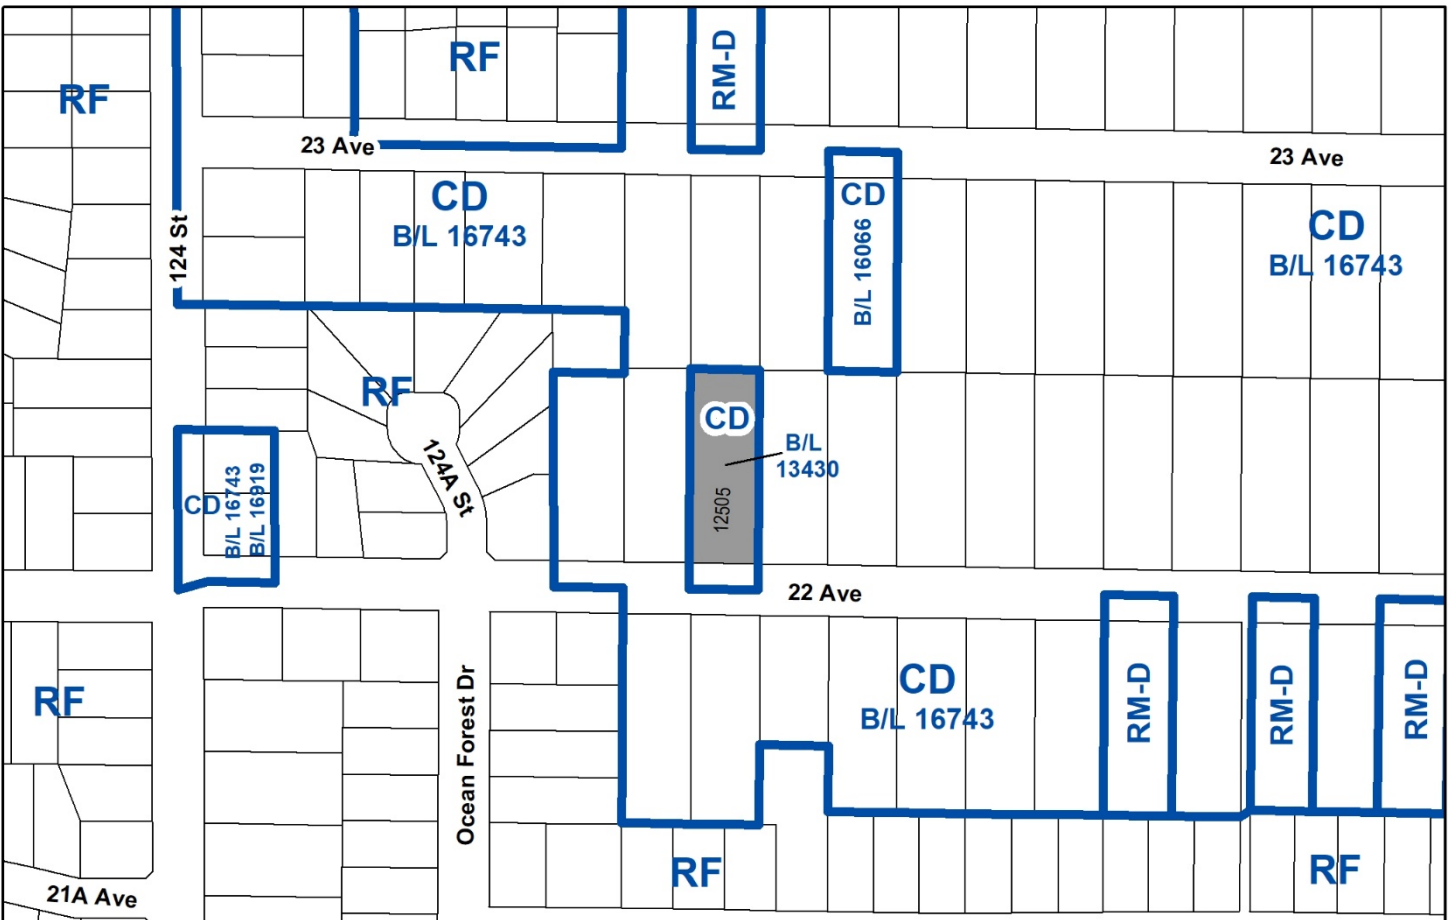 RF
RM-D
RF
23 Ave
23 Ave
CD
B/L 16743
CD
B/L 16066
CD
B/L 16743
124 St
RF
CD
B/L
13430
12505
124A St
CD
B/L 16743
B/L 16919
22 Ave
CD
B/L 16743
RM-D
RM-D
RM-D
RF
Ocean Forest Dr
RF
RF
21A Ave